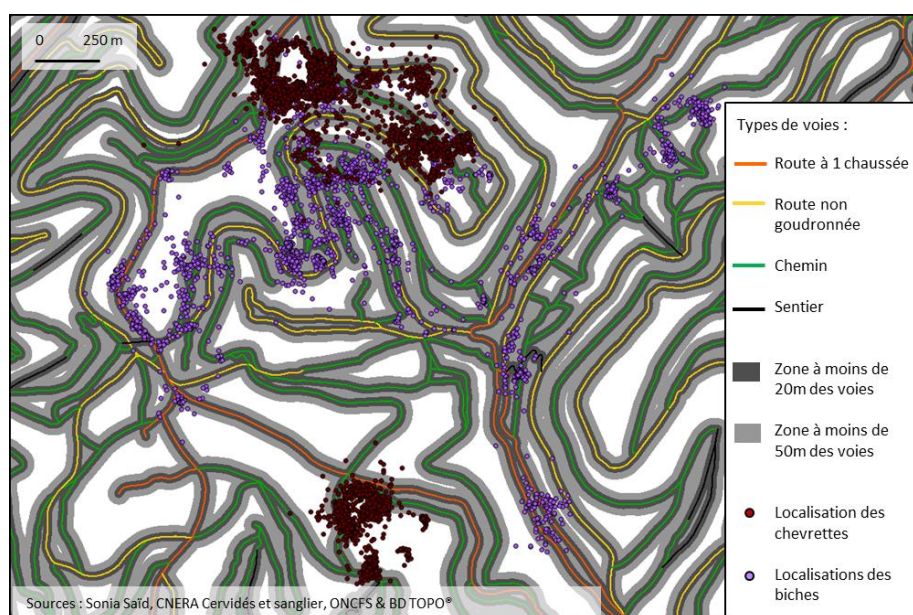 0 250 m
Types de voies :
Route à 1 chaussée
Route non
goudronnée
Chemin
Sentier
Zone à moins de
20m des voies
Zone à moins de
50m des voies
Localisation des
chevrettes
Localisations des
biches
Sources : Sonia Saïd, CNERA Cervidés et sanglier, ONCFS & BD TOPO®